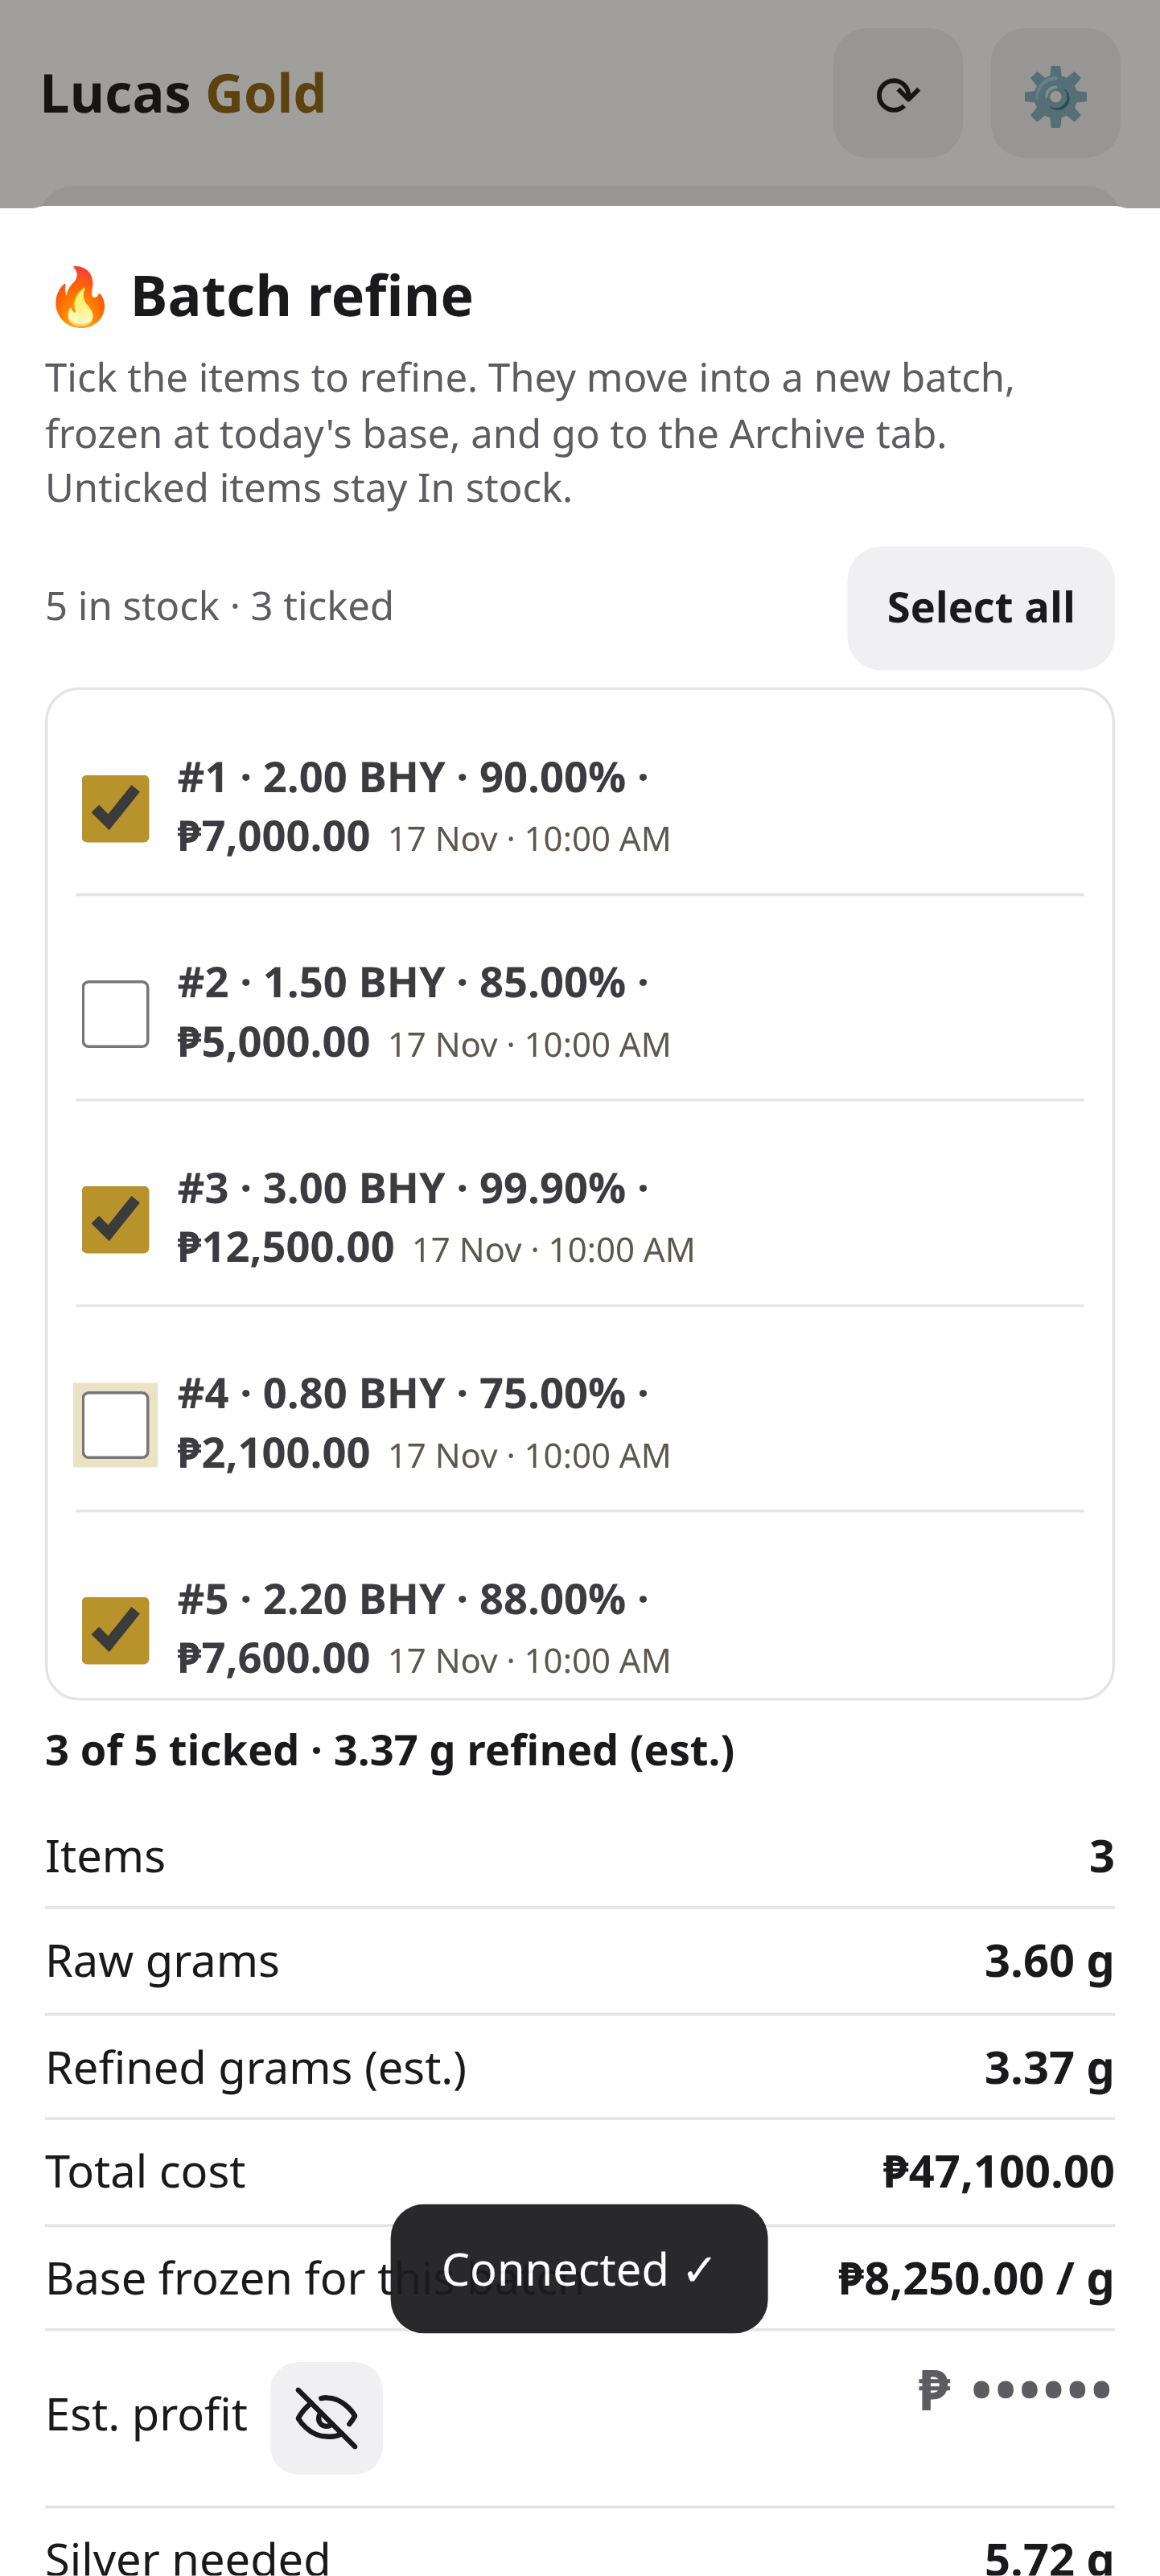 Lucas Gold
⟳ ⚙️
🔥 Batch refine
Tick the items to refine. They move into a new batch,
frozen at today's base, and go to the Archive tab.
Unticked items stay In stock.
5 in stock · 3 ticked
Select all
#1 · 2.00 BHY · 90.00% ·
₱7,000.00 17 Nov · 10:00 AM
#2 · 1.50 BHY · 85.00% ·
₱5,000.00 17 Nov · 10:00 AM
#3 · 3.00 BHY · 99.90% ·
₱12,500.00 17 Nov · 10:00 AM
#4 · 0.80 BHY · 75.00% ·
₱2,100.00 17 Nov · 10:00 AM
#5 · 2.20 BHY · 88.00% ·
₱7,600.00 17 Nov · 10:00 AM
3 of 5 ticked · 3.37 g refined (est.)
Items 3
Raw grams 3.60 g
Refined grams (est.) 3.37 g
Total cost ₱47,100.00
Base frozen for this batch ₱8,250.00 / g
Connected ✓
Est. profit ₱ ••••••
Silver needed 5.72 g